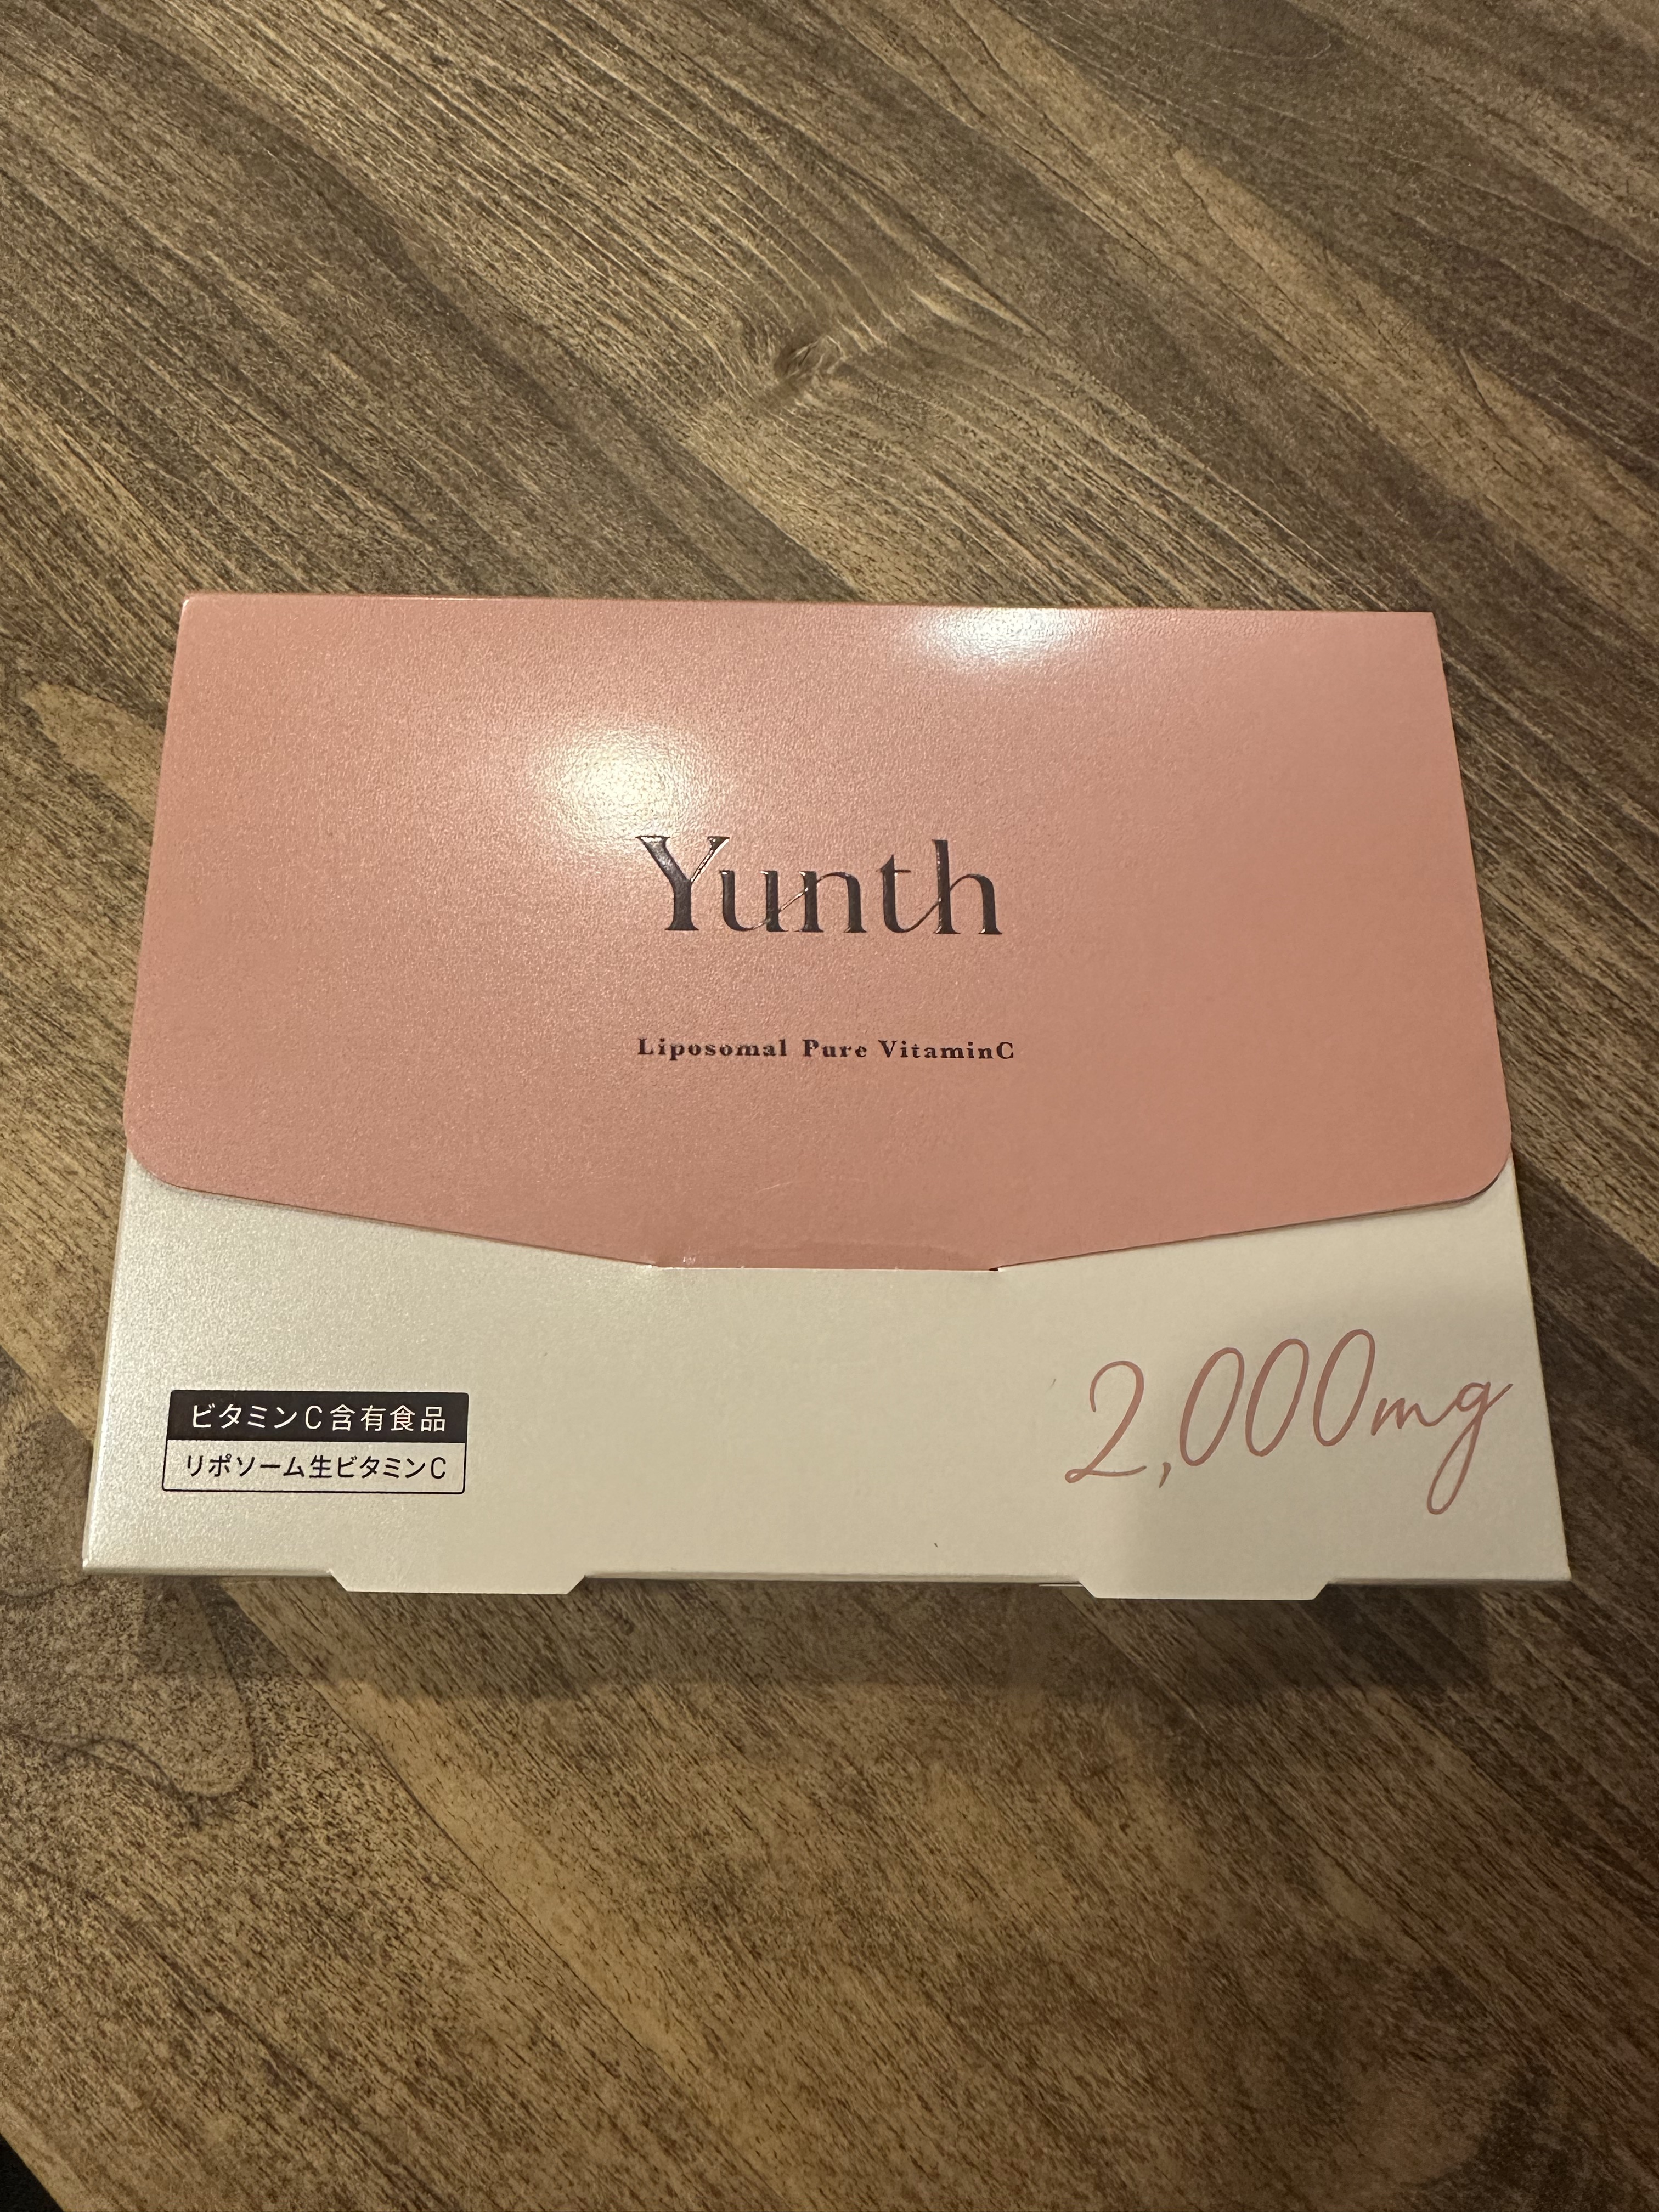 Yunth
Liposomal Pure VitaminC
2,000mg
ビタミンC含有食品
リポソーム生ビタミンC